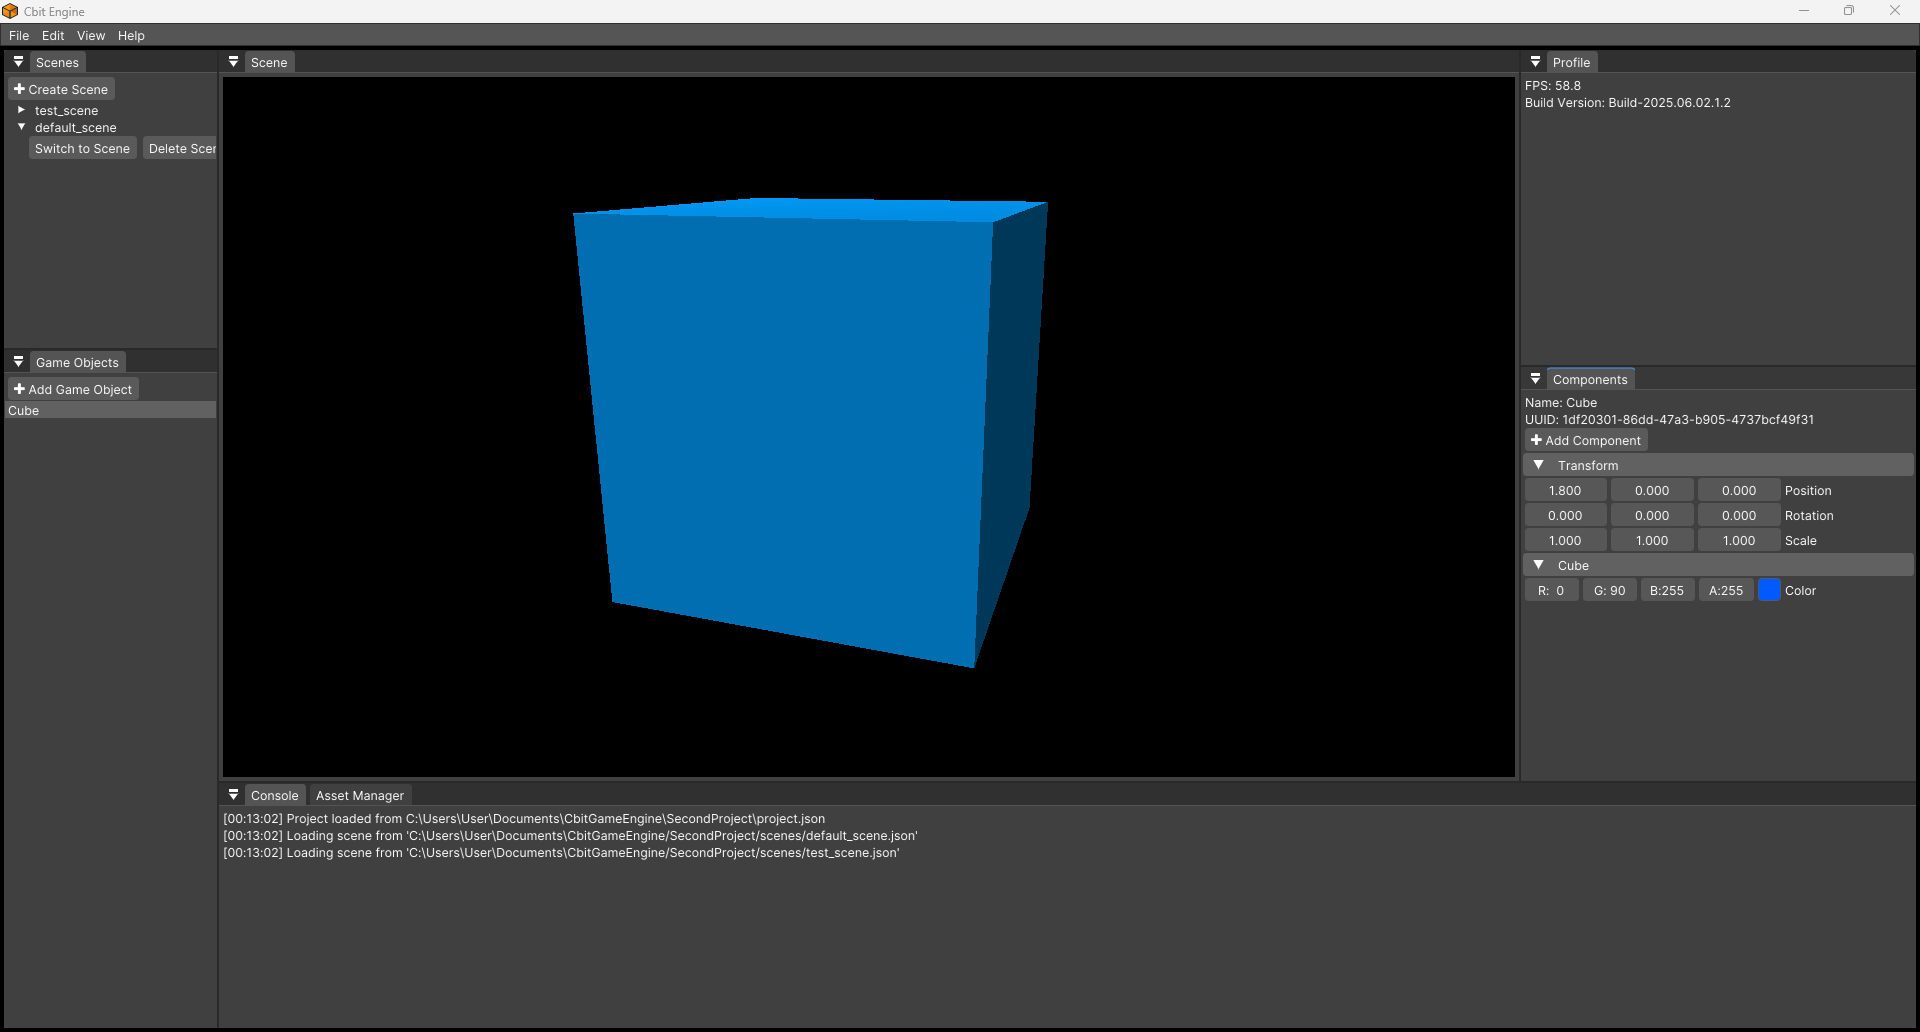 Cbit Engine
File Edit View Help
Scenes
Create Scene
test_scene
default_scene
Switch to Scene Delete Scen
Game Objects
Add Game Object
Cube
Scene
Profile
FPS: 58.8
Build Version: Build-2025.06.02.1.2
Components
Name: Cube
UUID: 1df20301-86dd-47a3-b905-4737bcf49f31
Add Component
Transform
1.800 0.000 0.000 Position
0.000 0.000 0.000 Rotation
1.000 1.000 1.000 Scale
Cube
R: 0 G: 90 B:255 A:255 Color
Console Asset Manager
[00:13:02] Project loaded from C:\Users\User\Documents\CbitGameEngine\SecondProject\project.json
[00:13:02] Loading scene from 'C:\Users\User\Documents\CbitGameEngine/SecondProject/scenes/default_scene.json'
[00:13:02] Loading scene from 'C:\Users\User\Documents\CbitGameEngine/SecondProject/scenes/test_scene.json'